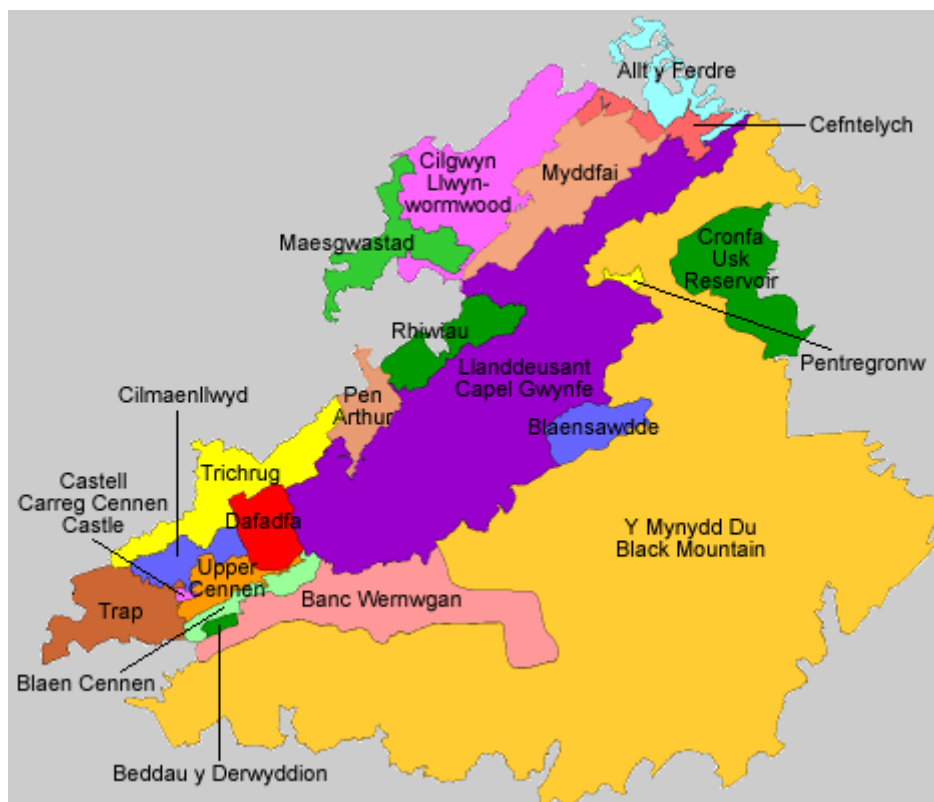 Allt y Ferdre
Cefntelych
Cilgwyn
Llwyn-
wormwood
Myddfai
Maesgwastad
Cronfa
Usk
Reservoir
Rhiwiau
Pentregronw
Llanddeusant
Capel Gwynfe
Pen
Arthur
Cilmaenllwyd
Blaensawdde
Trichrug
Castell
Carreg Cennen
Castle
Dafadfa
Y Mynydd Du
Black Mountain
Upper
Cennen
Trap
Banc Wernwgan
Blaen Cennen
Beddau y Derwyddion